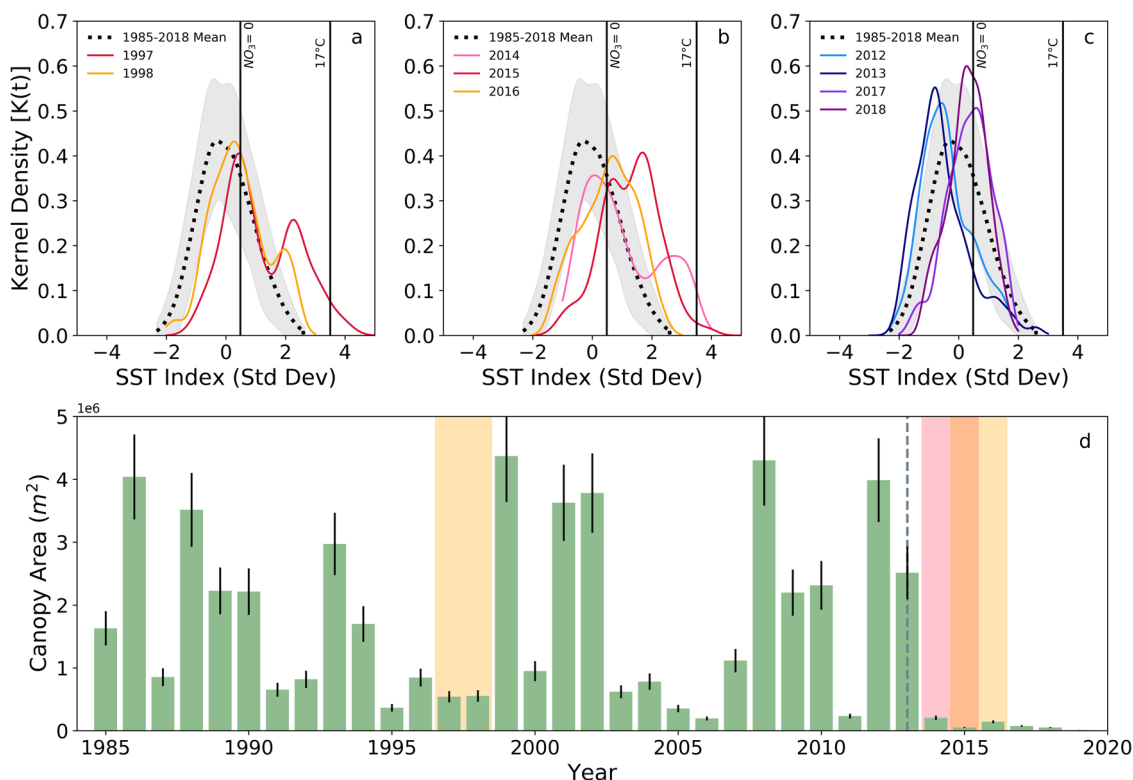 Kernel Density [K(t)]
0.7
0.6
0.5
0.4
0.3
0.2
0.1
0.0
1985-2018 Mean
1997
1998
NO3= 0
17°C
a
−4 −2 0 2 4
SST Index (Std Dev)
0.7
0.6
0.5
0.4
0.3
0.2
0.1
0.0
1985-2018 Mean
2014
2015
2016
NO3= 0
17°C
b
−4 −2 0 2 4
SST Index (Std Dev)
0.7
0.6
0.5
0.4
0.3
0.2
0.1
0.0
1985-2018 Mean
2012
2013
2017
2018
NO3= 0
17°C
c
−4 −2 0 2 4
SST Index (Std Dev)
1e6
Canopy Area (m²)
5
4
3
2
1
0
d
1985 1990 1995 2000 2005 2010 2015 2020
Year